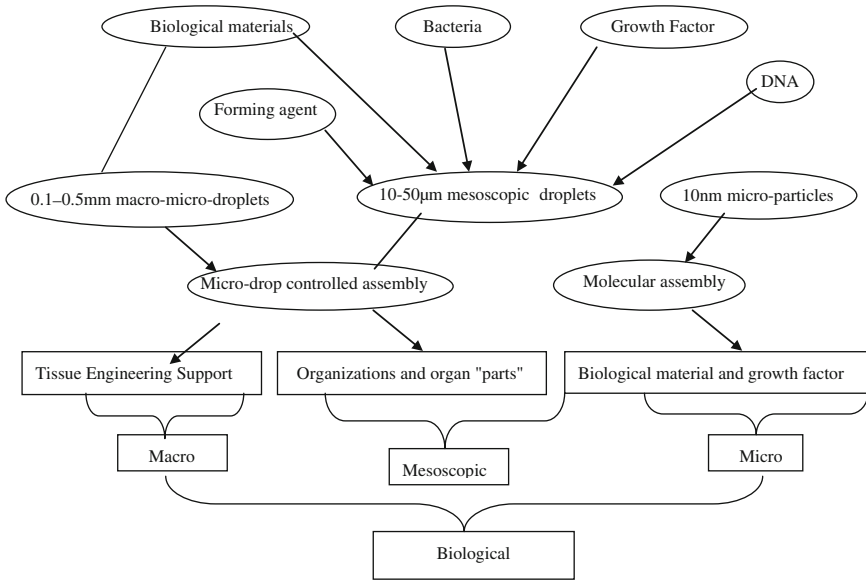 Biological materials
Bacteria
Growth Factor
DNA
Forming agent
0.1–0.5mm macro-micro-droplets
10-50μm mesoscopic droplets
10nm micro-particles
Micro-drop controlled assembly
Molecular assembly
Tissue Engineering Support
Organizations and organ "parts"
Biological material and growth factor
Macro
Mesoscopic
Micro
Biological